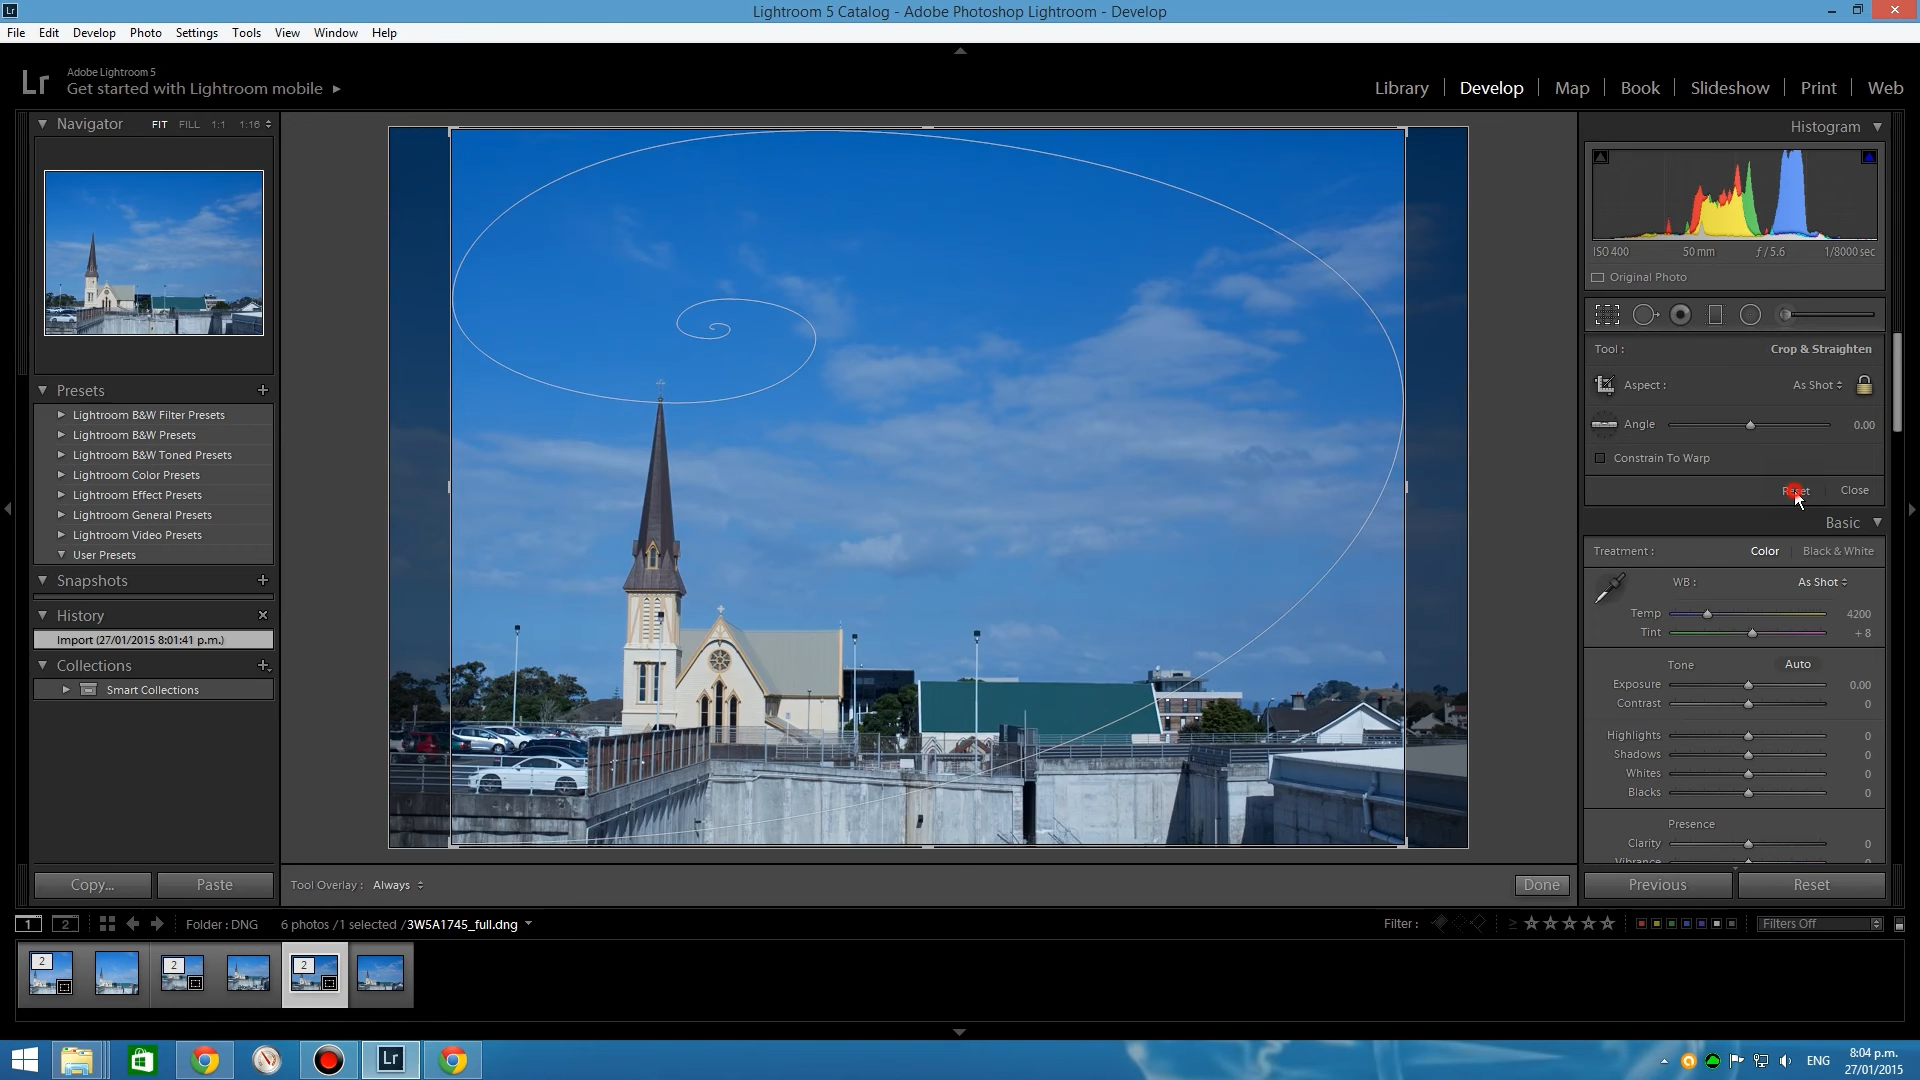 Lr
Lightroom 5 Catalog - Adobe Photoshop Lightroom - Develop
File Edit Develop Photo Settings Tools View Window Help
Lr
Adobe Lightroom 5
Get started with Lightroom mobile
Library Develop Map Book Slideshow Print Web
Navigator FIT FILL 1:1 1:16
Histogram
ISO 400 50 mm f / 5.6 1/8000 sec
Original Photo
Tool : Crop & Straighten
Aspect : As Shot
Angle 0.00
Constrain To Warp
Reset Close
Presets
Lightroom B&W Filter Presets
Lightroom B&W Presets
Lightroom B&W Toned Presets
Lightroom Color Presets
Lightroom Effect Presets
Lightroom General Presets
Lightroom Video Presets
User Presets
Snapshots
History
Import (27/01/2015 8:01:41 p.m.)
Collections
Smart Collections
Basic
Treatment : Color Black & White
WB : As Shot
Temp 4200
Tint + 8
Tone Auto
Exposure 0.00
Contrast 0
Highlights 0
Shadows 0
Whites 0
Blacks 0
Presence
Clarity 0
Vibrance 0
Copy... Paste
Tool Overlay : Always
Done
Previous Reset
1 2 Folder : DNG 6 photos / 1 selected / 3W5A1745_full.dng
Filter : ≥ Filters Off
2 2 2
Lr
ENG
8:04 p.m.
27/01/2015